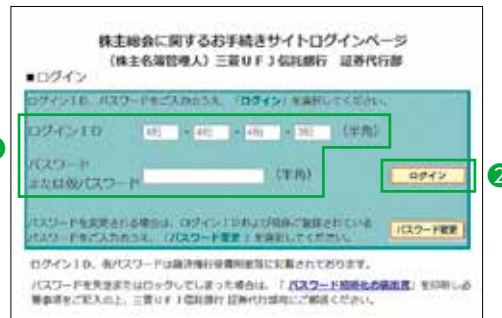 株主総会に関するお手続きサイトログインページ
(株主名簿管理人)三菱UFJ信託銀行 証券代行部
■ログイン
ログインID、パスワードをご入力のうえ、「ログイン」を選択してください。
ログインID 4桁 - 4桁 - 4桁 - 3桁 (半角)
パスワード
または仮パスワード (半角)
ログイン
2
パスワードを変更される場合は、ログインIDおよび現在ご登録されている
パスワードをご入力のうえ、「パスワード変更」を選択してください。
パスワード変更
ログインID、仮パスワードは議決権行使書用紙等に記載されております。
パスワードを失念またはロックしてしまった場合は、「パスワード初期化の届出書」を印刷し必
要事項をご記入の上、三菱UFJ信託銀行 証券代行部宛にご郵送ください。